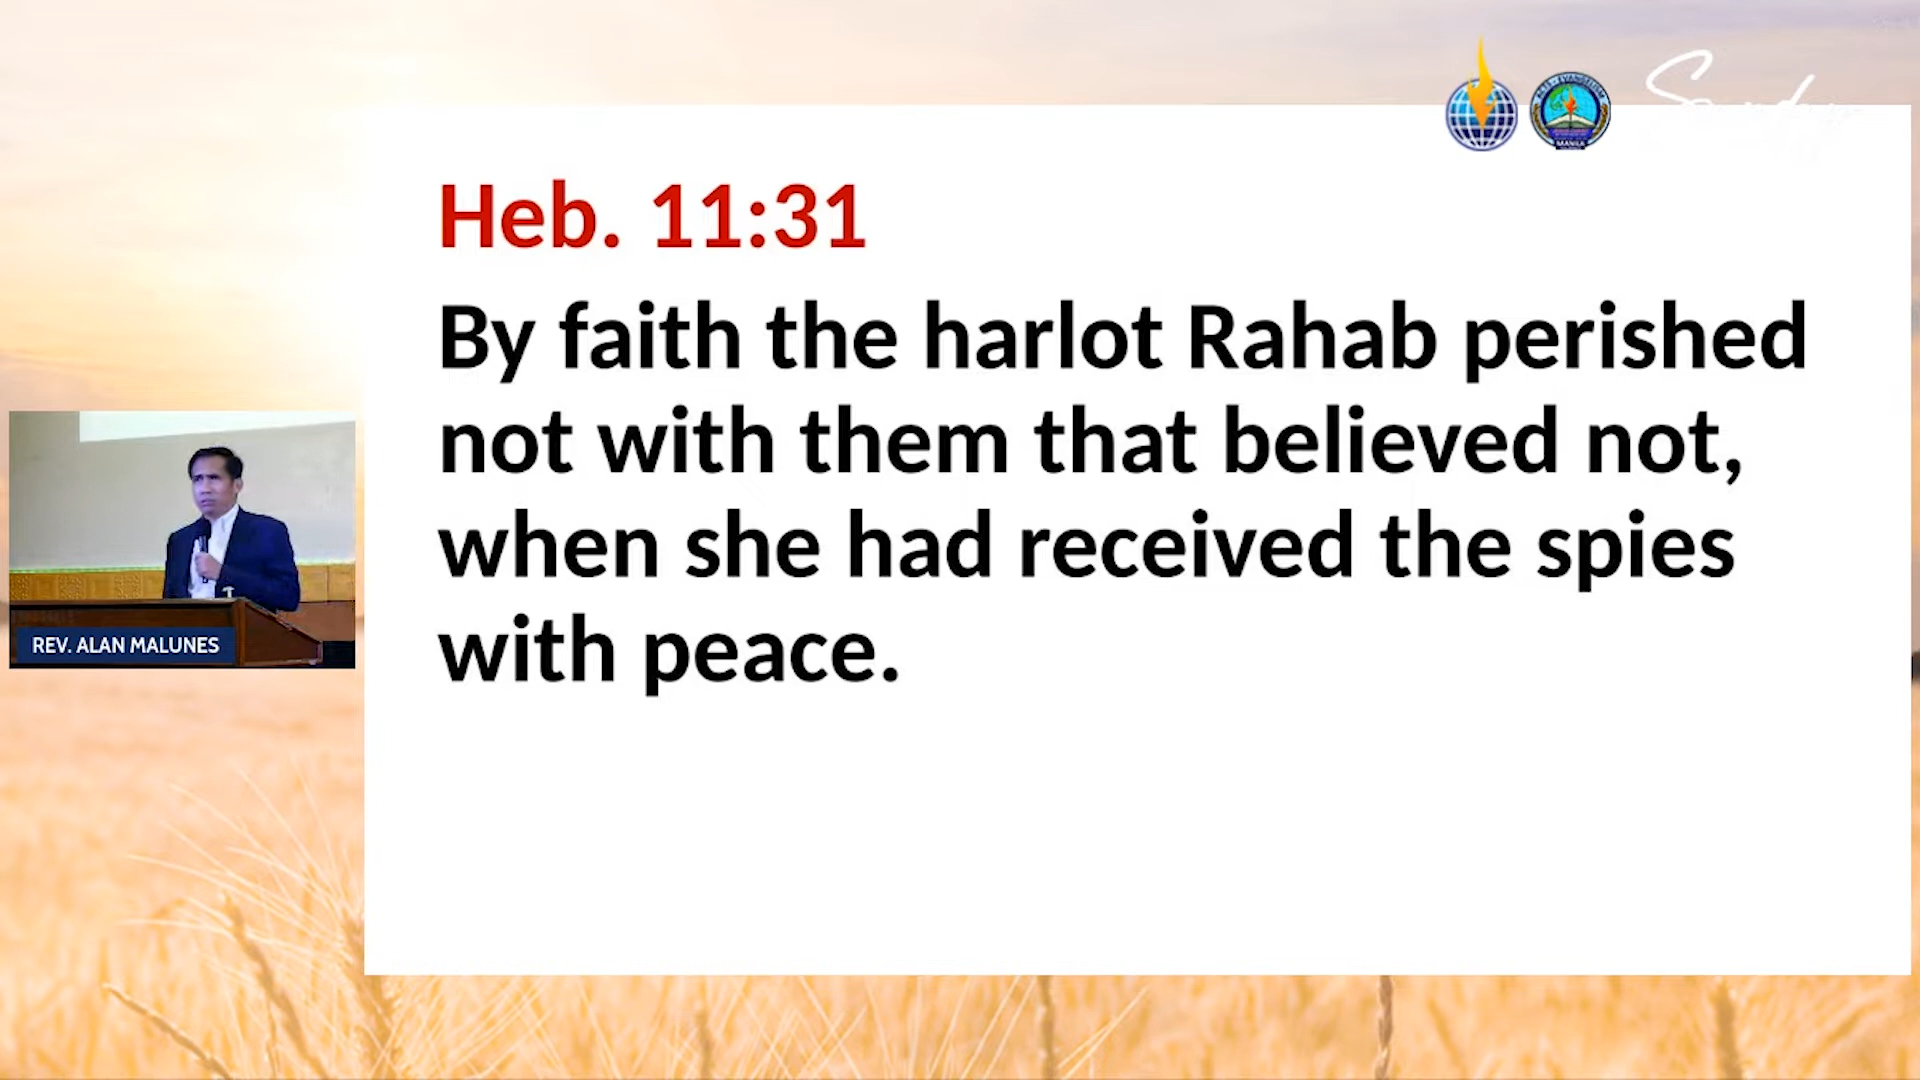 Heb. 11:31
By faith the harlot Rahab perished
not with them that believed not,
when she had received the spies
with peace.
REV. ALAN MALUNES
MANILA